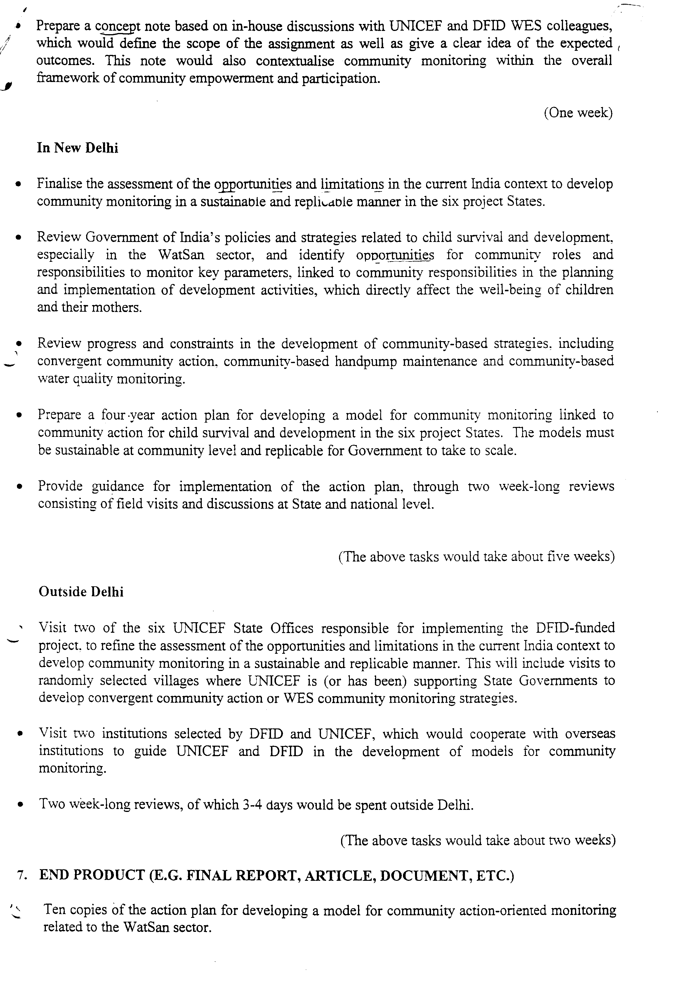 • Prepare a concept note based on in-house discussions with UNICEF and DFID WES colleagues,
which would define the scope of the assignment as well as give a clear idea of the expected
outcomes. This note would also contextualise community monitoring within the overall
framework of community empowerment and participation.
(One week)
In New Delhi
• Finalise the assessment of the opportunities and limitations in the current India context to develop
community monitoring in a sustainable and replicable manner in the six project States.
• Review Government of India's policies and strategies related to child survival and development,
especially in the WatSan sector, and identify opportunities for community roles and
responsibilities to monitor key parameters, linked to community responsibilities in the planning
and implementation of development activities, which directly affect the well-being of children
and their mothers.
• Review progress and constraints in the development of community-based strategies, including
convergent community action, community-based handpump maintenance and community-based
water quality monitoring.
• Prepare a four-year action plan for developing a model for community monitoring linked to
community action for child survival and development in the six project States. The models must
be sustainable at community level and replicable for Government to take to scale.
• Provide guidance for implementation of the action plan, through two week-long reviews
consisting of field visits and discussions at State and national level.
(The above tasks would take about five weeks)
Outside Delhi
Visit two of the six UNICEF State Offices responsible for implementing the DFID-funded
project, to refine the assessment of the opportunities and limitations in the current India context to
develop community monitoring in a sustainable and replicable manner. This will include visits to
randomly selected villages where UNICEF is (or has been) supporting State Governments to
develop convergent community action or WES community monitoring strategies.
• Visit two institutions selected by DFID and UNICEF, which would cooperate with overseas
institutions to guide UNICEF and DFID in the development of models for community
monitoring.
• Two week-long reviews, of which 3-4 days would be spent outside Delhi.
(The above tasks would take about two weeks)
7. END PRODUCT (E.G. FINAL REPORT, ARTICLE, DOCUMENT, ETC.)
Ten copies of the action plan for developing a model for community action-oriented monitoring
related to the WatSan sector.